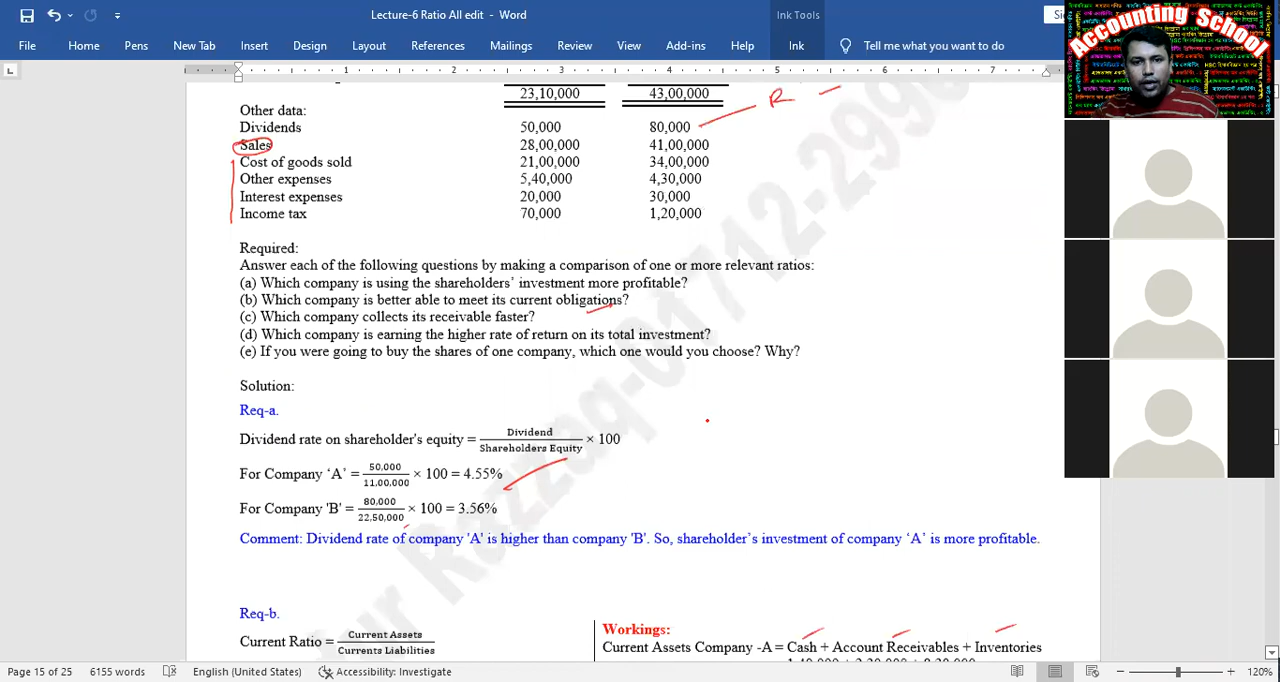 Lecture-6 Ratio All edit - Word
Ink Tools
File Home Pens New Tab Insert Design Layout References Mailings Review View Add-ins Help Ink Tell me what you want to do
Accounting School
1 2 3 4 5 6 7
23,10,000 43,00,000
R
Other data:
Dividends 50,000 80,000
Sales 28,00,000 41,00,000
Cost of goods sold 21,00,000 34,00,000
Other expenses 5,40,000 4,30,000
Interest expenses 20,000 30,000
Income tax 70,000 1,20,000
Required:
Answer each of the following questions by making a comparison of one or more relevant ratios:
(a) Which company is using the shareholders’ investment more profitable?
(b) Which company is better able to meet its current obligations?
(c) Which company collects its receivable faster?
(d) Which company is earning the higher rate of return on its total investment?
(e) If you were going to buy the shares of one company, which one would you choose? Why?
Solution:
Req-a.
Dividend rate on shareholder's equity = Dividend / Shareholders Equity × 100
For Company ‘A’ = 50,000 / 11,00,000 × 100 = 4.55%
For Company 'B' = 80,000 / 22,50,000 × 100 = 3.56%
Comment: Dividend rate of company 'A' is higher than company 'B'. So, shareholder’s investment of company ‘A’ is more profitable.
Req-b.
Current Ratio = Current Assets / Currents Liabilities
Workings:
Current Assets Company -A = Cash + Account Receivables + Inventories
Page 15 of 25 6155 words English (United States) Accessibility: Investigate 120%